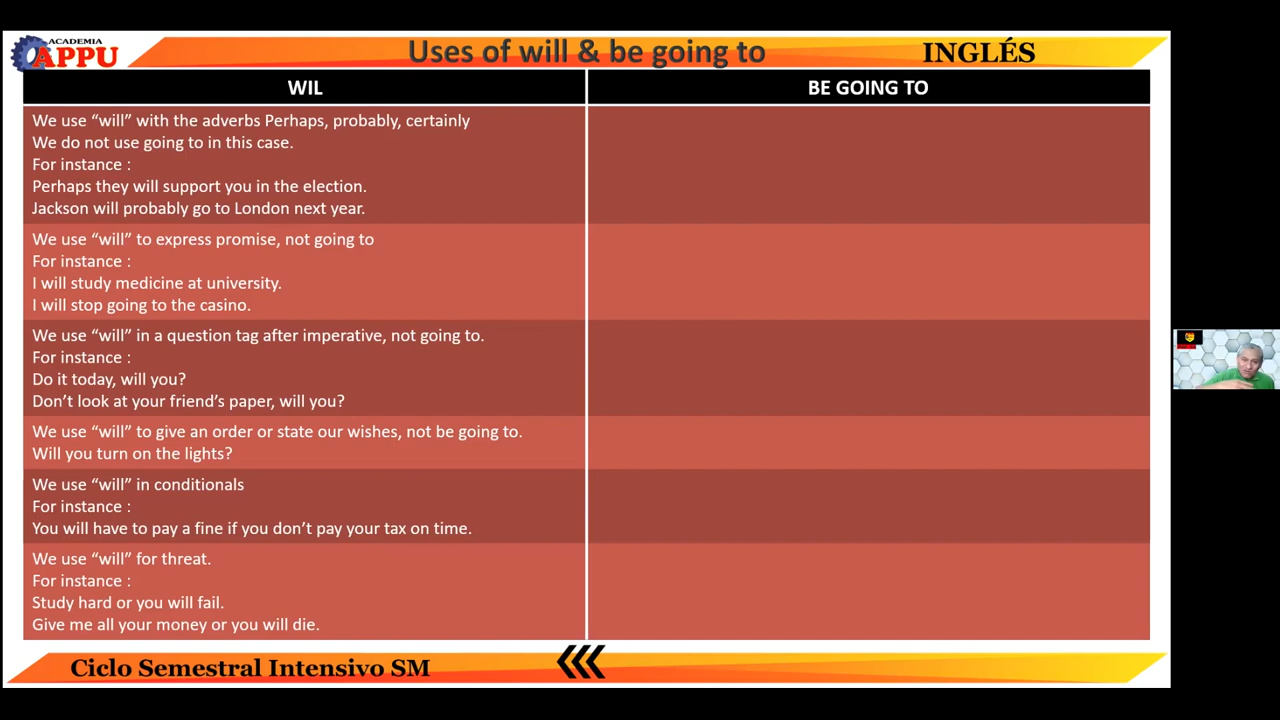 ACADEMIA
APPU
Uses of will & be going to
INGLÉS
WIL
BE GOING TO
We use “will” with the adverbs Perhaps, probably, certainly
We do not use going to in this case.
For instance :
Perhaps they will support you in the election.
Jackson will probably go to London next year.
We use “will” to express promise, not going to
For instance :
I will study medicine at university.
I will stop going to the casino.
We use “will” in a question tag after imperative, not going to.
For instance :
Do it today, will you?
Don’t look at your friend’s paper, will you?
We use “will” to give an order or state our wishes, not be going to.
Will you turn on the lights?
We use “will” in conditionals
For instance :
You will have to pay a fine if you don’t pay your tax on time.
We use “will” for threat.
For instance :
Study hard or you will fail.
Give me all your money or you will die.
Ciclo Semestral Intensivo SM